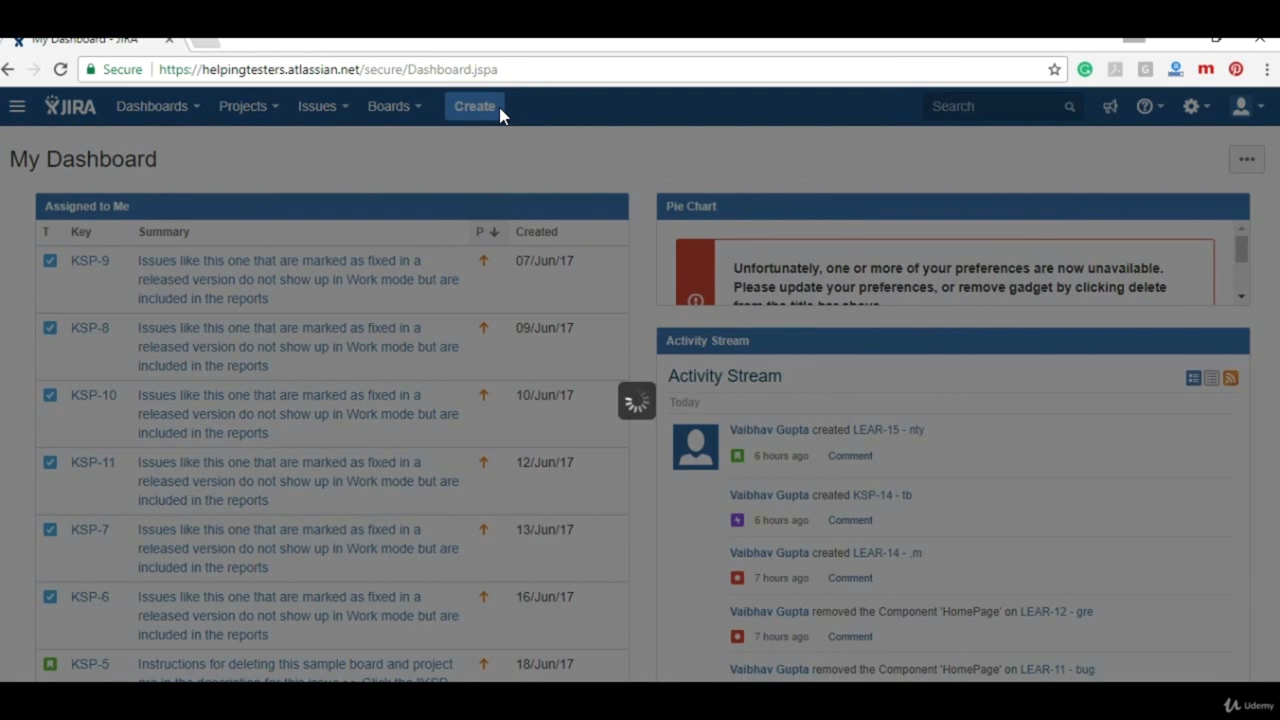 My Dashboard - JIRA
Secure https://helpingtesters.atlassian.net/secure/Dashboard.jspa
JIRA Dashboards Projects Issues Boards Create Search
My Dashboard
Assigned to Me
T Key Summary P Created
KSP-9 Issues like this one that are marked as fixed in a 07/Jun/17
released version do not show up in Work mode but are
included in the reports
KSP-8 Issues like this one that are marked as fixed in a 09/Jun/17
released version do not show up in Work mode but are
included in the reports
KSP-10 Issues like this one that are marked as fixed in a 10/Jun/17
released version do not show up in Work mode but are
included in the reports
KSP-11 Issues like this one that are marked as fixed in a 12/Jun/17
released version do not show up in Work mode but are
included in the reports
KSP-7 Issues like this one that are marked as fixed in a 13/Jun/17
released version do not show up in Work mode but are
included in the reports
KSP-6 Issues like this one that are marked as fixed in a 16/Jun/17
released version do not show up in Work mode but are
included in the reports
KSP-5 Instructions for deleting this sample board and project 18/Jun/17
are in the description for this issue >> Click the "KSP
Pie Chart
Unfortunately, one or more of your preferences are now unavailable.
Please update your preferences, or remove gadget by clicking delete
from the title bar above.
Activity Stream
Activity Stream
Today
Vaibhav Gupta created LEAR-15 - nty
6 hours ago Comment
Vaibhav Gupta created KSP-14 - tb
6 hours ago Comment
Vaibhav Gupta created LEAR-14 - ,m
7 hours ago Comment
Vaibhav Gupta removed the Component 'HomePage' on LEAR-12 - gre
7 hours ago Comment
Vaibhav Gupta removed the Component 'HomePage' on LEAR-11 - bug
Udemy